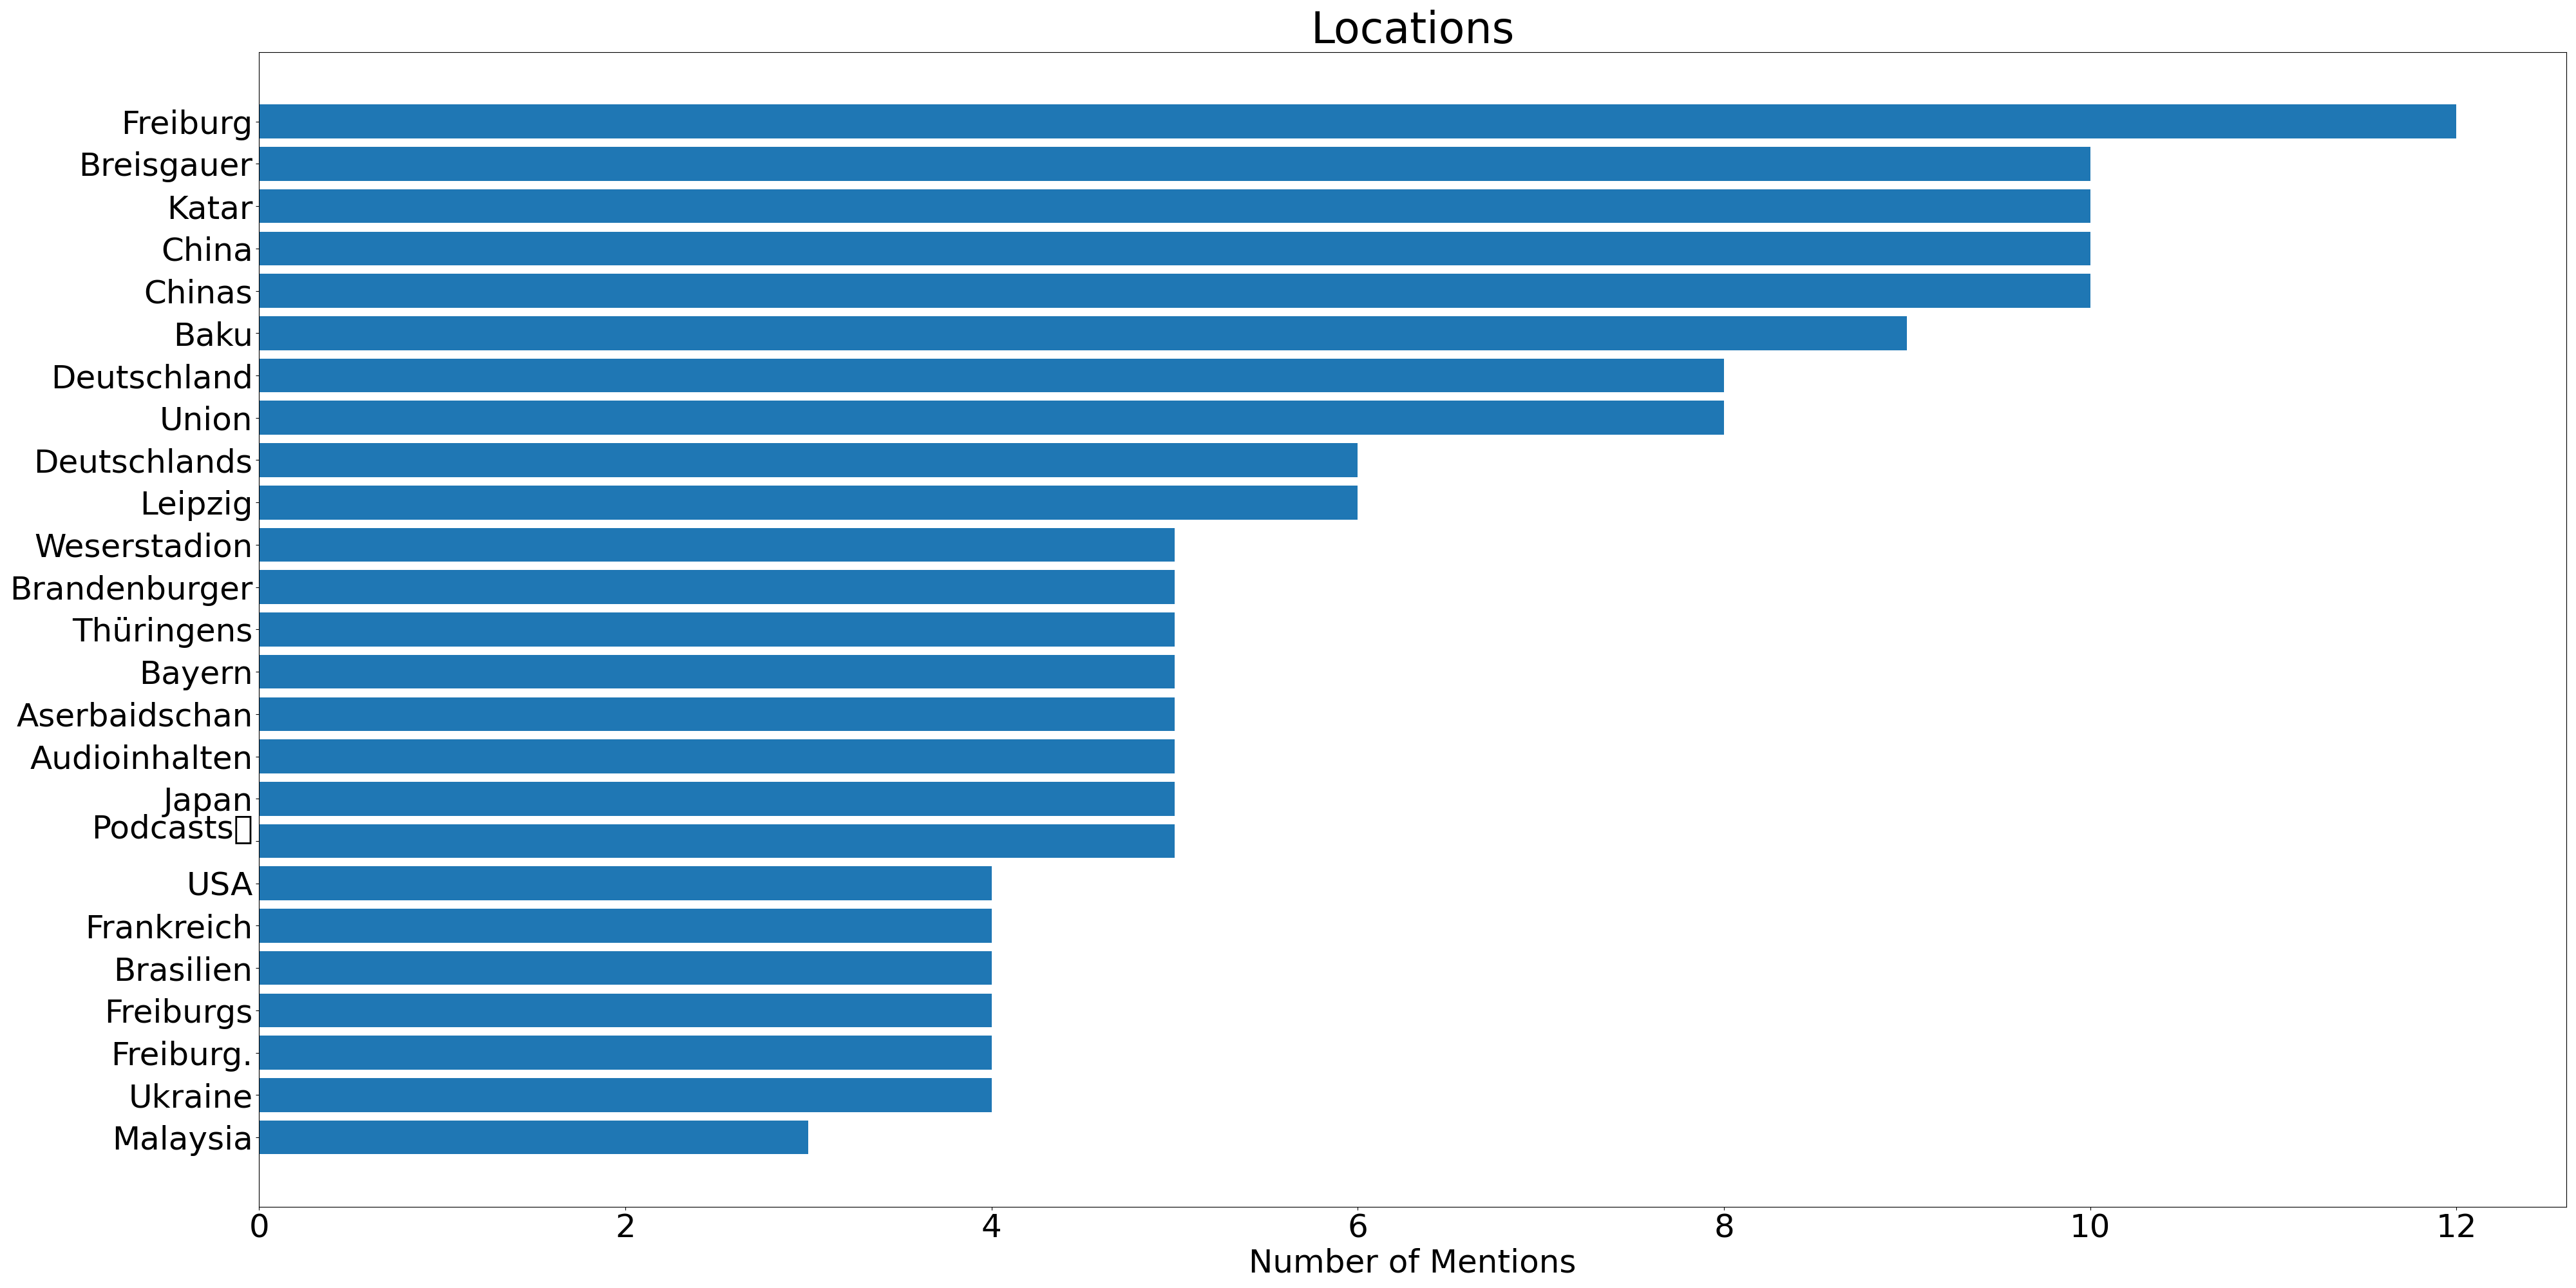 Locations
Freiburg
Breisgauer
Katar
China
Chinas
Baku
Deutschland
Union
Deutschlands
Leipzig
Weserstadion
Brandenburger
Thüringens
Bayern
Aserbaidschan
Audioinhalten
Japan
Podcasts
USA
Frankreich
Brasilien
Freiburgs
Freiburg.
Ukraine
Malaysia
0 2 4 6 8 10 12
Number of Mentions